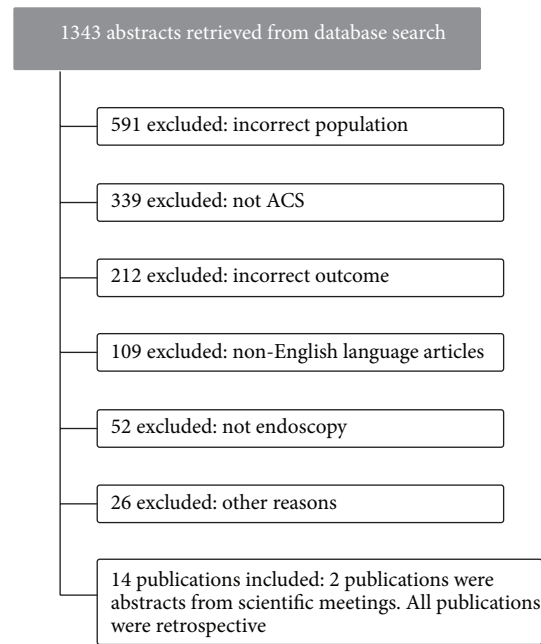 1343 abstracts retrieved from database search
591 excluded: incorrect population
339 excluded: not ACS
212 excluded: incorrect outcome
109 excluded: non-English language articles
52 excluded: not endoscopy
26 excluded: other reasons
14 publications included: 2 publications were
abstracts from scientific meetings. All publications
were retrospective